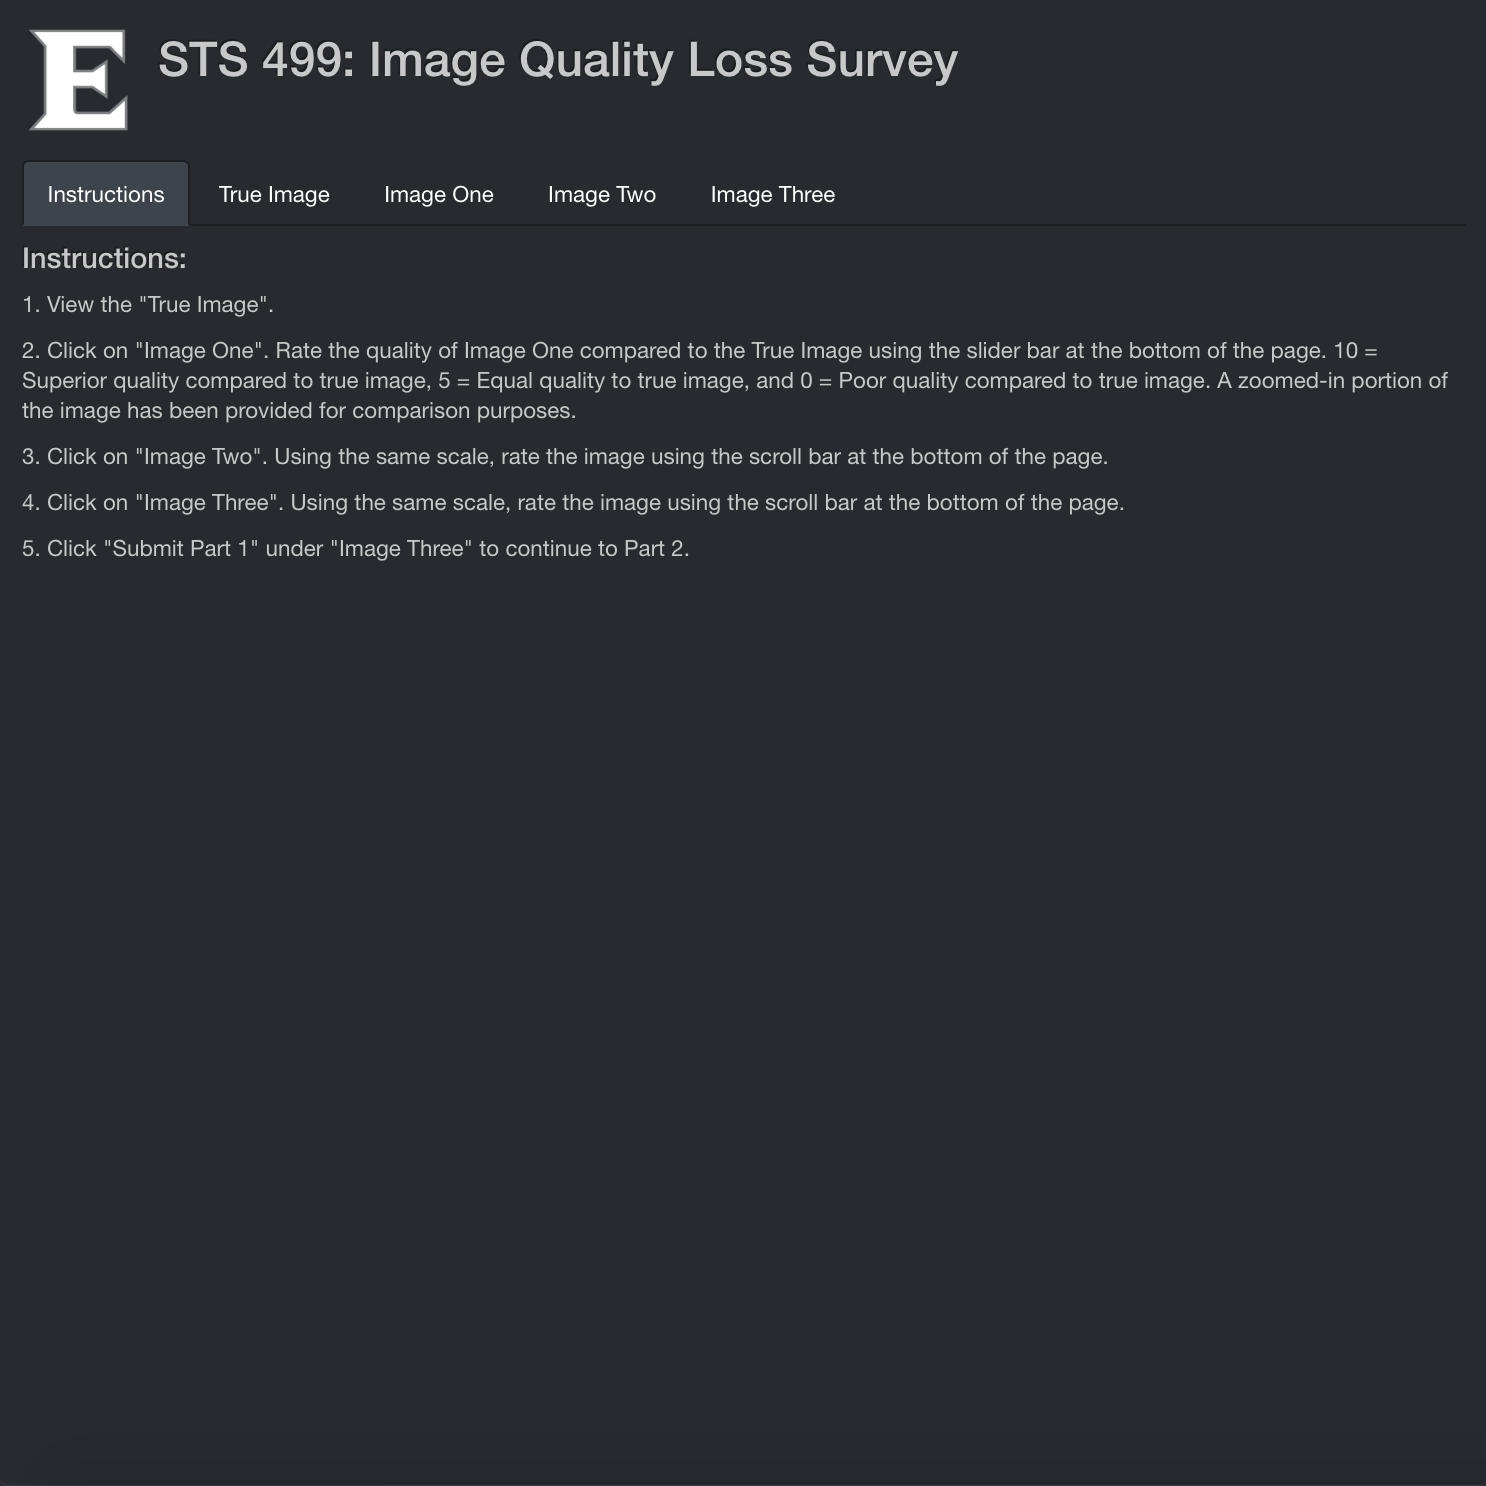 E
STS 499: Image Quality Loss Survey
Instructions
True Image
Image One
Image Two
Image Three
Instructions:
1. View the "True Image".
2. Click on "Image One". Rate the quality of Image One compared to the True Image using the slider bar at the bottom of the page. 10 =
Superior quality compared to true image, 5 = Equal quality to true image, and 0 = Poor quality compared to true image. A zoomed-in portion of
the image has been provided for comparison purposes.
3. Click on "Image Two". Using the same scale, rate the image using the scroll bar at the bottom of the page.
4. Click on "Image Three". Using the same scale, rate the image using the scroll bar at the bottom of the page.
5. Click "Submit Part 1" under "Image Three" to continue to Part 2.